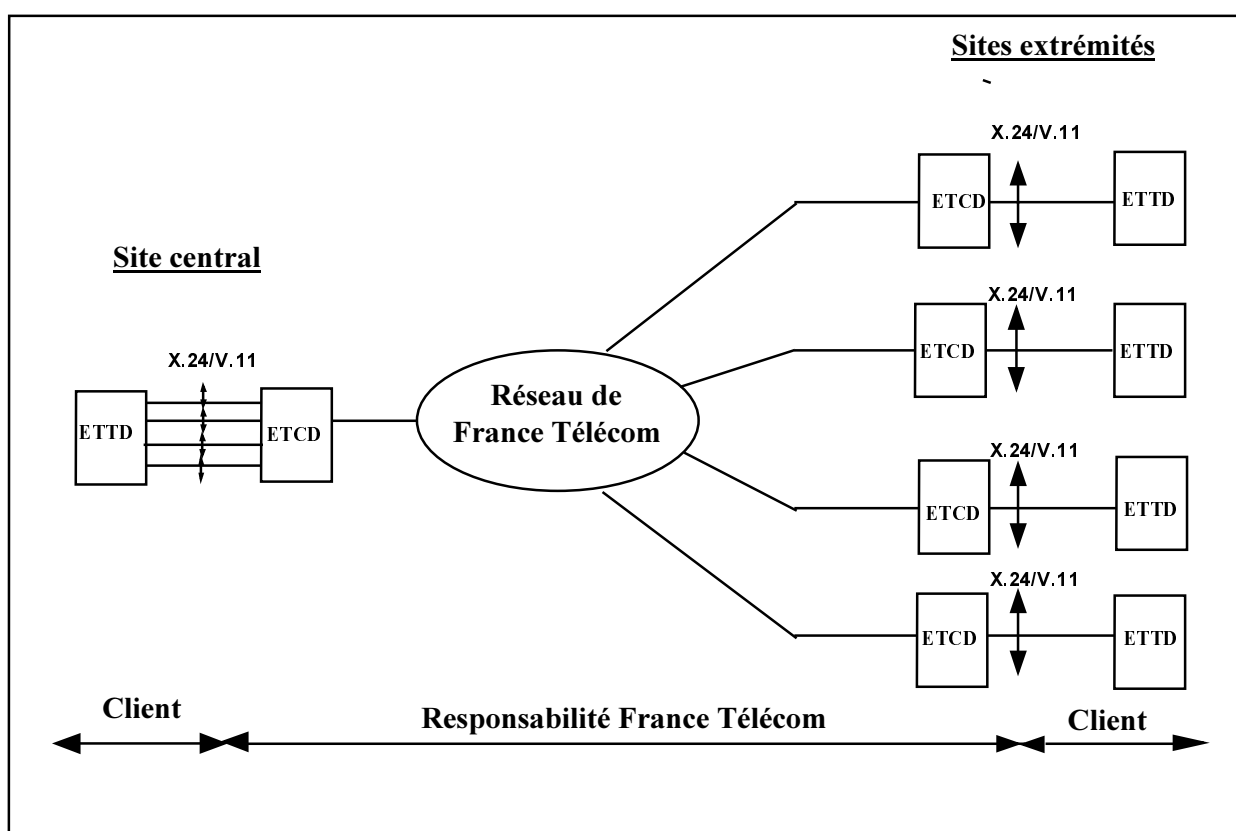 Sites extrémités
X.24/V.11
ETCD
ETTD
Site central
X.24/V.11
ETCD
ETTD
X.24/V.11
ETTD
ETCD
Réseau de
France Télécom
X.24/V.11
ETCD
ETTD
X.24/V.11
ETCD
ETTD
Client
Responsabilité France Télécom
Client